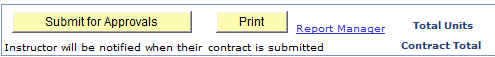 Submit for Approvals Print Report Manager Total Units
Instructor will be notified when their contract is submitted Contract Total